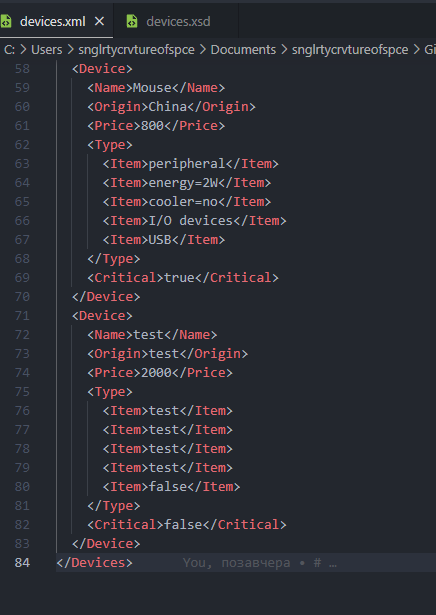 devices.xml × devices.xsd
C: > Users > snglrtycrvtureofspce > Documents > snglrtycrvtureofspce > Gi
58 <Device>
59 <Name>Mouse</Name>
60 <Origin>China</Origin>
61 <Price>800</Price>
62 <Type>
63 <Item>peripheral</Item>
64 <Item>energy=2W</Item>
65 <Item>cooler=no</Item>
66 <Item>I/O devices</Item>
67 <Item>USB</Item>
68 </Type>
69 <Critical>true</Critical>
70 </Device>
71 <Device>
72 <Name>test</Name>
73 <Origin>test</Origin>
74 <Price>2000</Price>
75 <Type>
76 <Item>test</Item>
77 <Item>test</Item>
78 <Item>test</Item>
79 <Item>test</Item>
80 <Item>false</Item>
81 </Type>
82 <Critical>false</Critical>
83 </Device>
84 </Devices> You, позавчера • # …